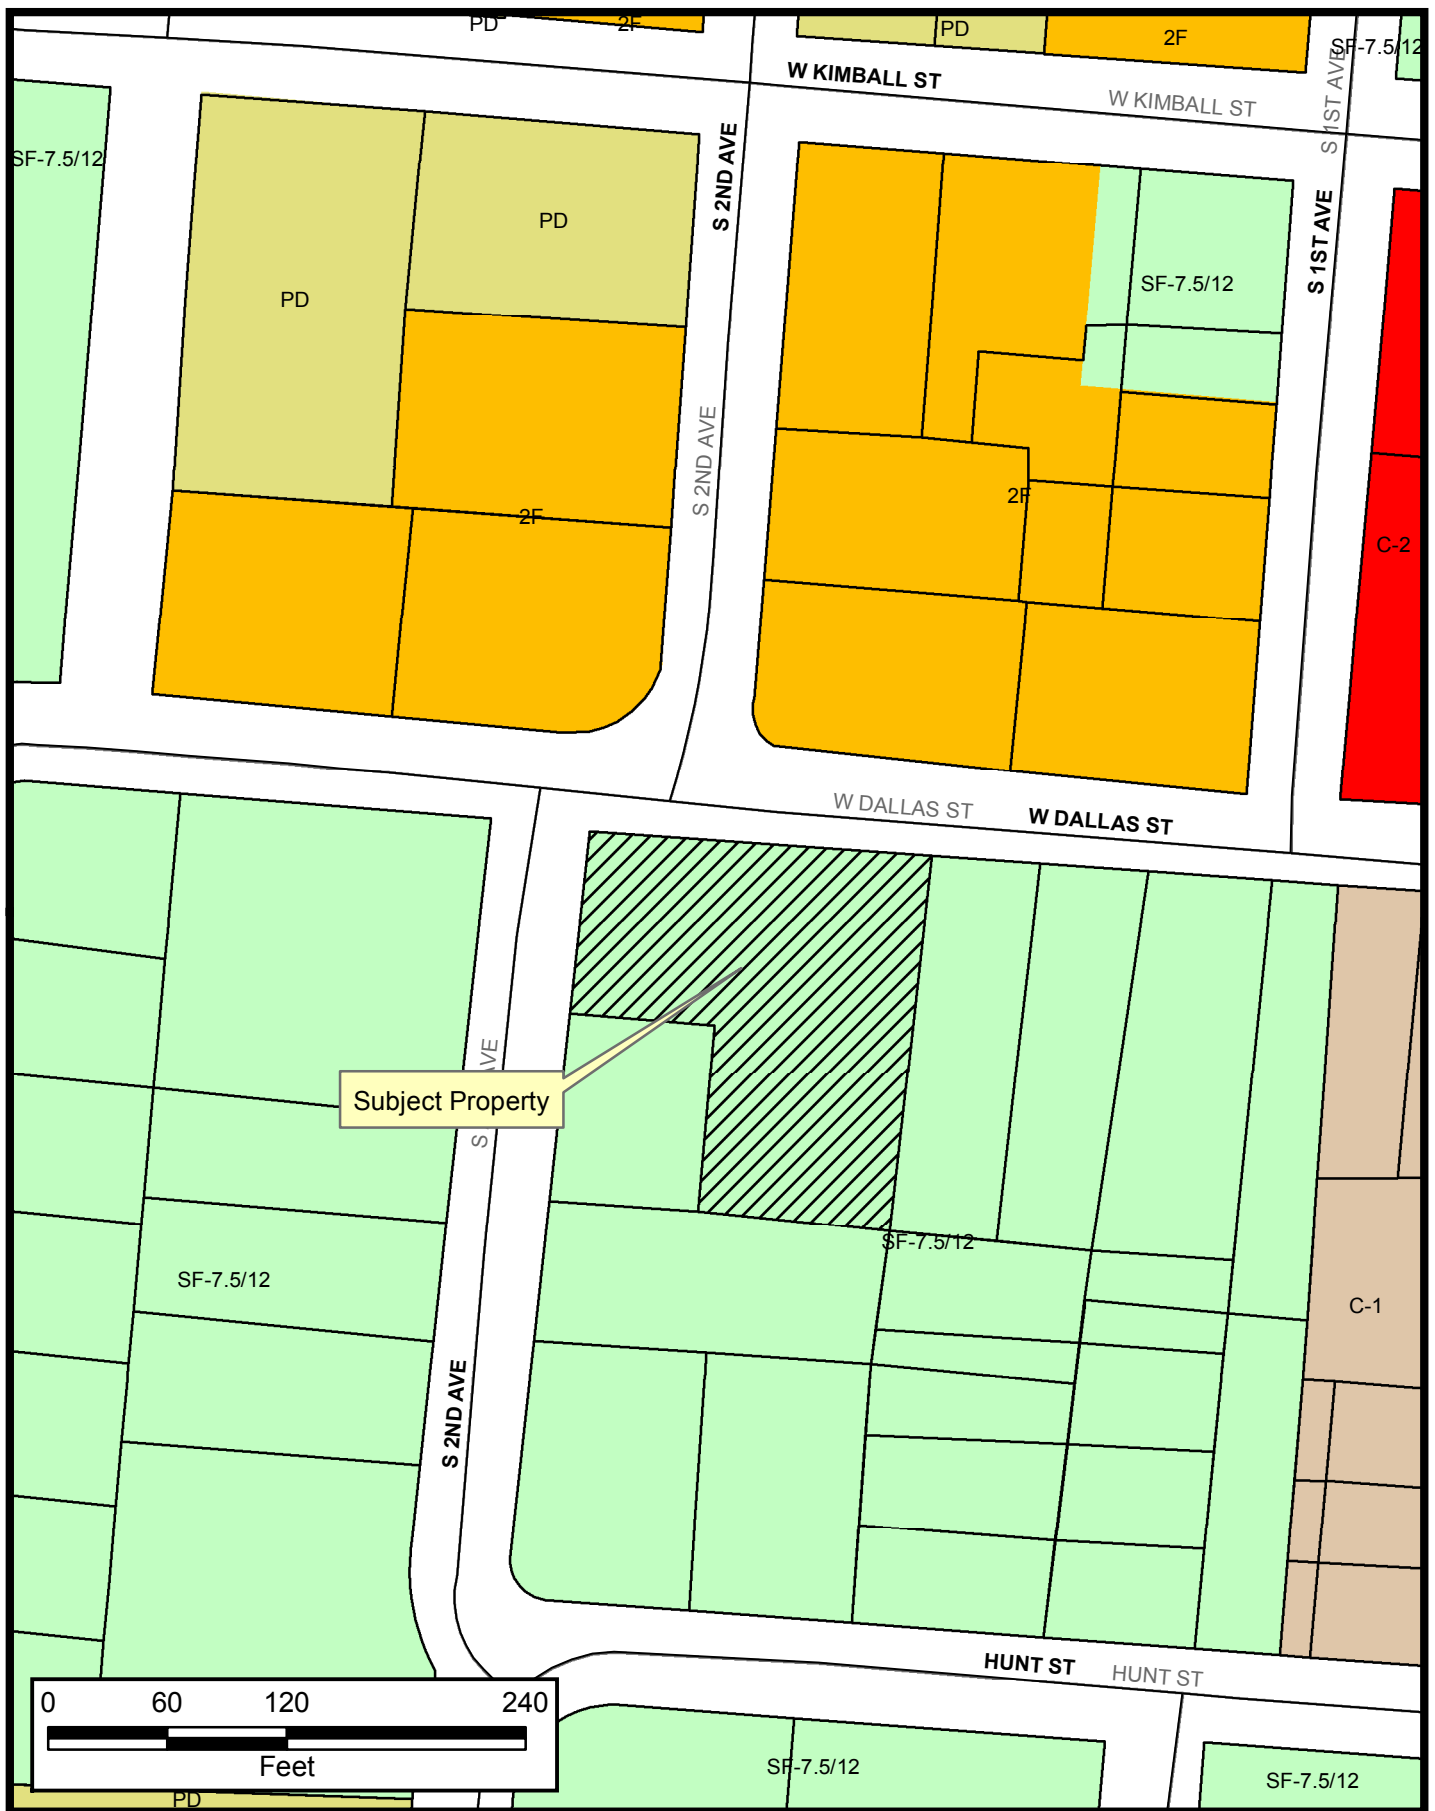 PD
2F
PD
2F
SF-7.5/12
W KIMBALL ST
W KIMBALL ST
S 1ST AVE
SF-7.5/12
S 2ND AVE
PD
PD
S 1ST AVE
SF-7.5/12
S 2ND AVE
2F
2F
C-2
W DALLAS ST
W DALLAS ST
S AVE
Subject Property
SF-7.5/12
SF-7.5/12
C-1
S 2ND AVE
HUNT ST
HUNT ST
0 60 120 240
Feet
SF-7.5/12
SF-7.5/12
PD